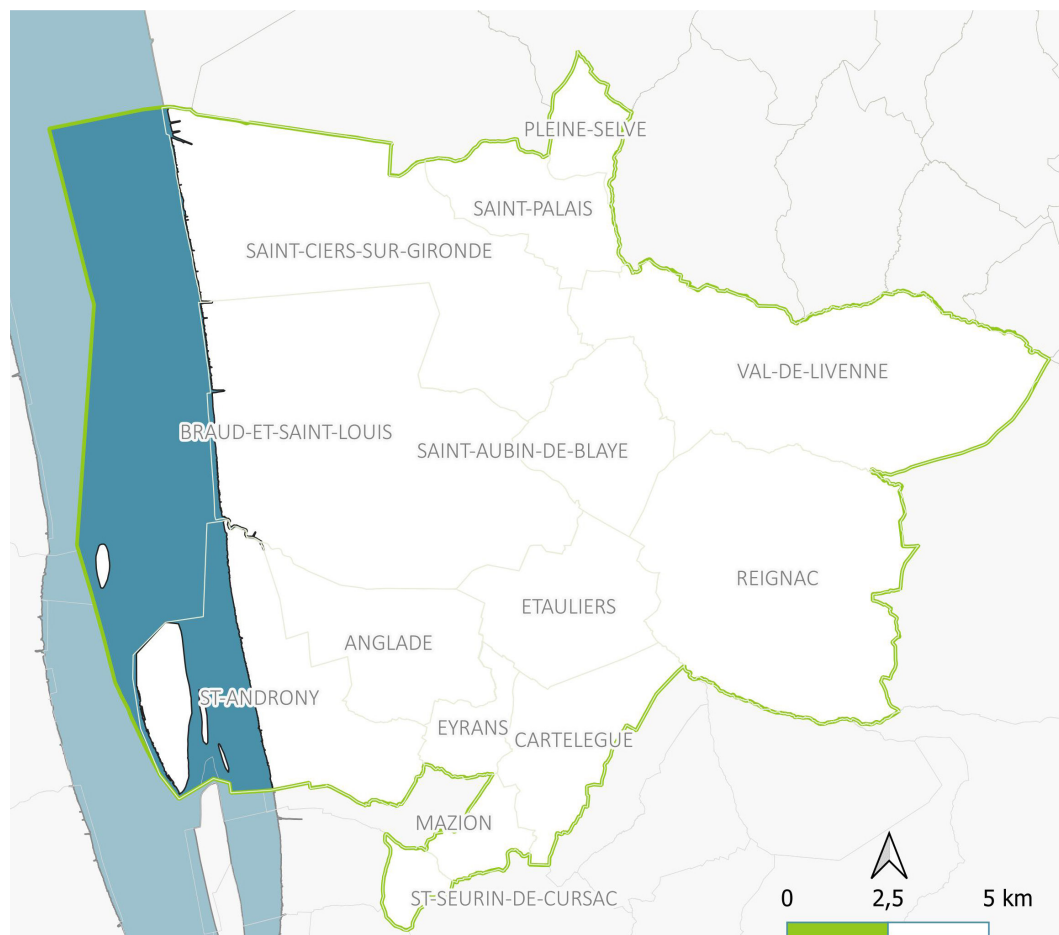 PLEINE-SELVE
SAINT-PALAIS
SAINT-CIERS-SUR-GIRONDE
VAL-DE-LIVENNE
BRAUD-ET-SAINT-LOUIS
SAINT-AUBIN-DE-BLAYE
REIGNAC
ETAULIERS
ANGLADE
ST-ANDRONY
EYRANS
CARTELEGUE
MAZION
ST-SEURIN-DE-CURSAC
0 2,5 5 km